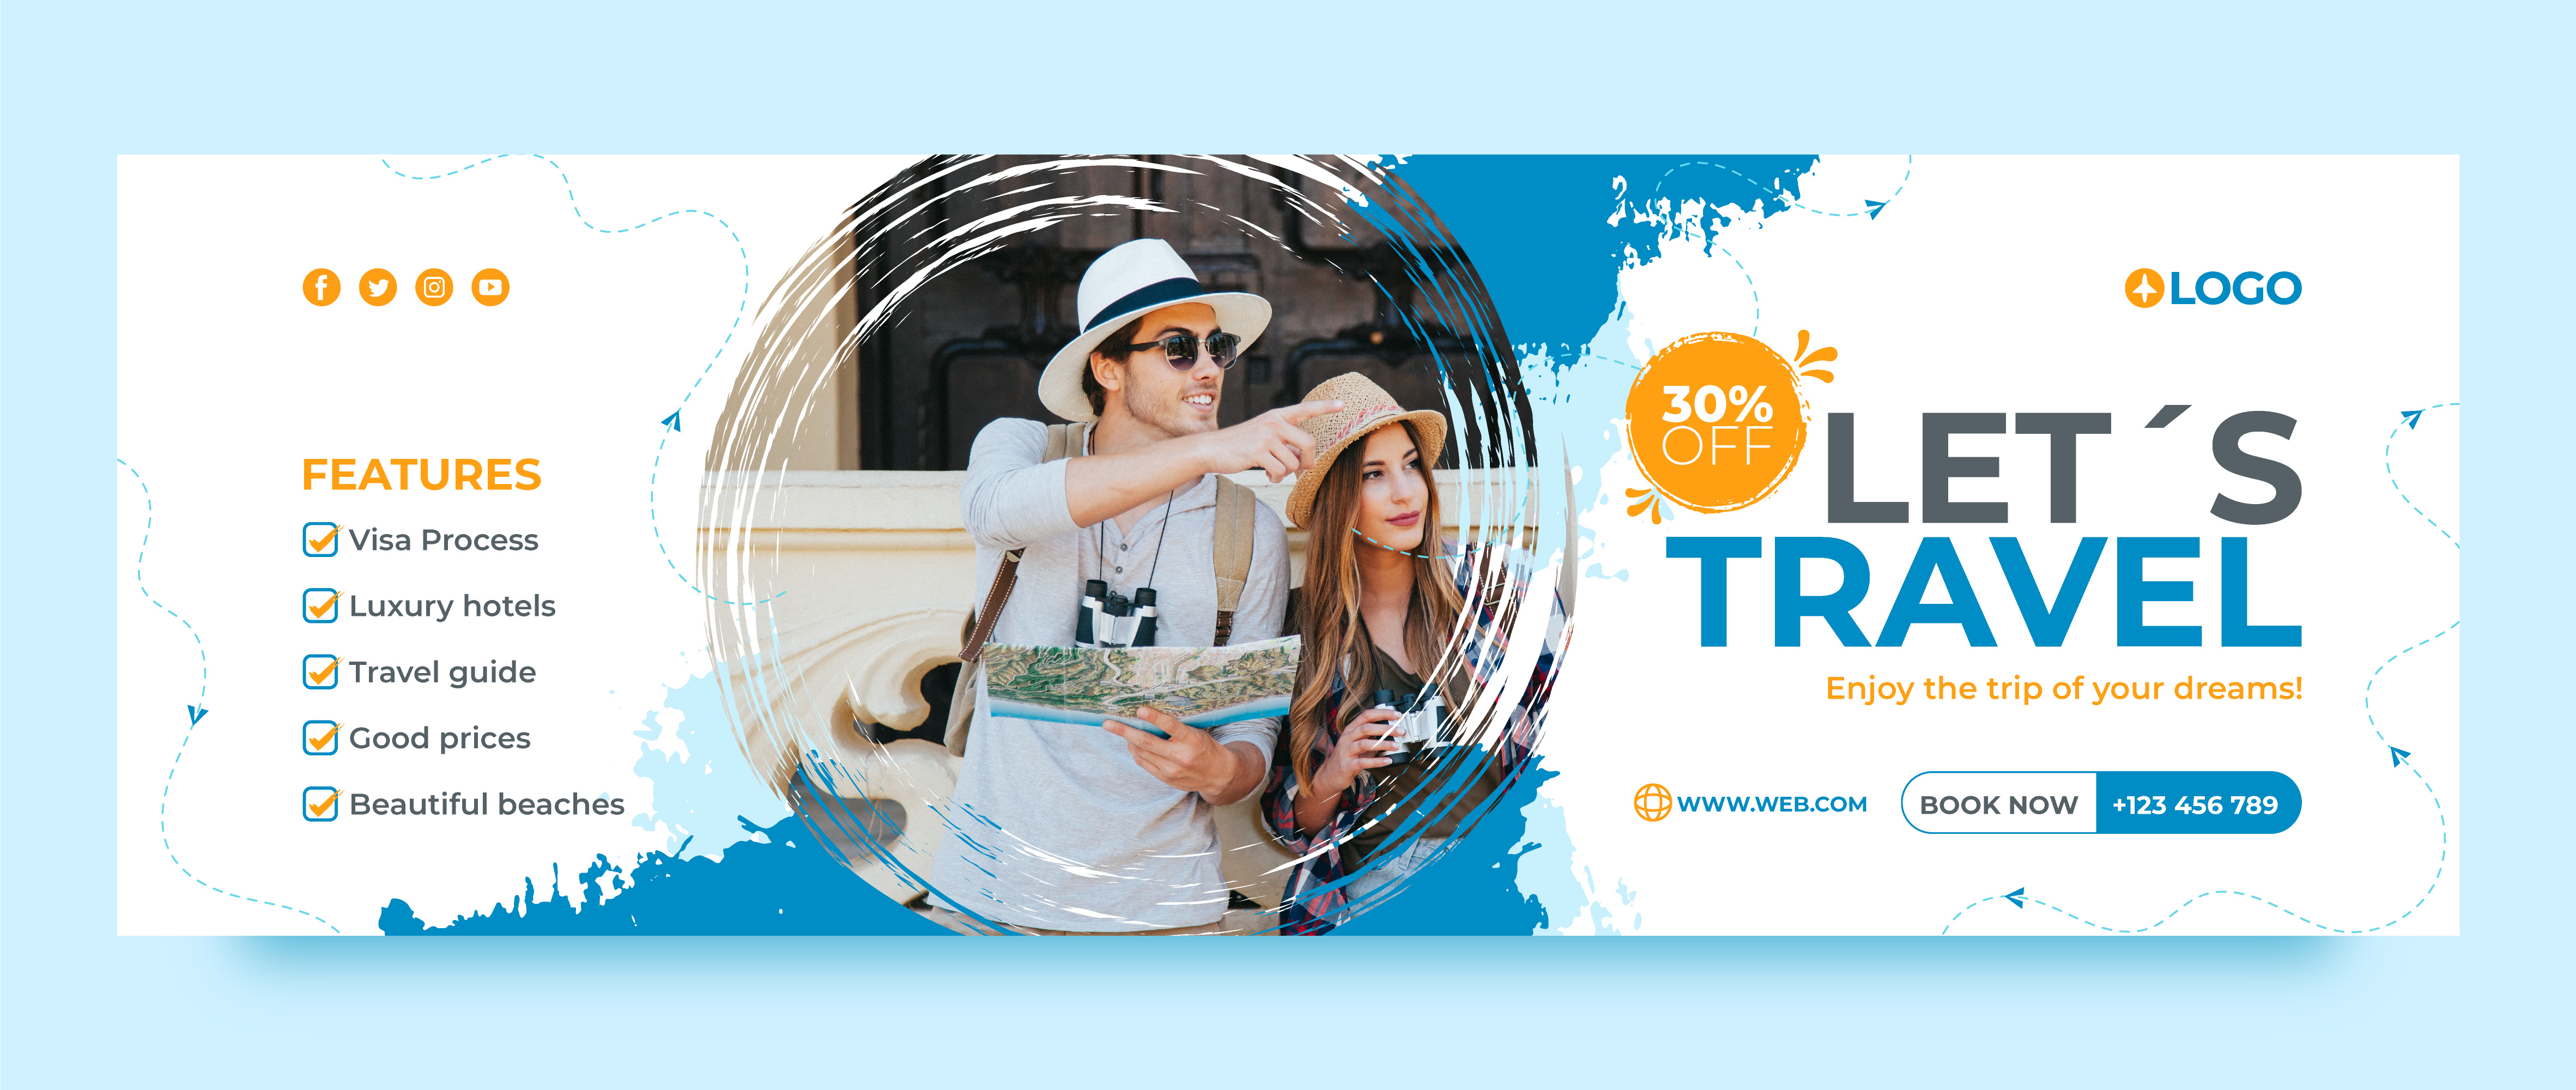 FEATURES
Visa Process
Luxury hotels
Travel guide
Good prices
Beautiful beaches
LOGO
30%
OFF
LET´S
TRAVEL
Enjoy the trip of your dreams!
WWW.WEB.COM
BOOK NOW +123 456 789